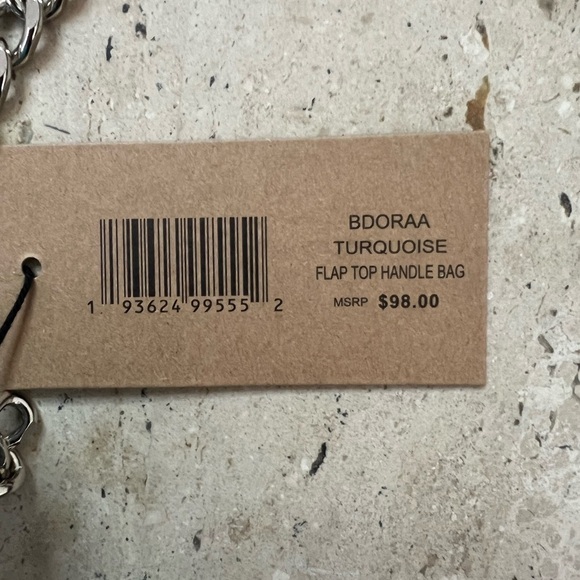 BDORAA
TURQUOISE
FLAP TOP HANDLE BAG
MSRP $98.00
1 93624 99555 2